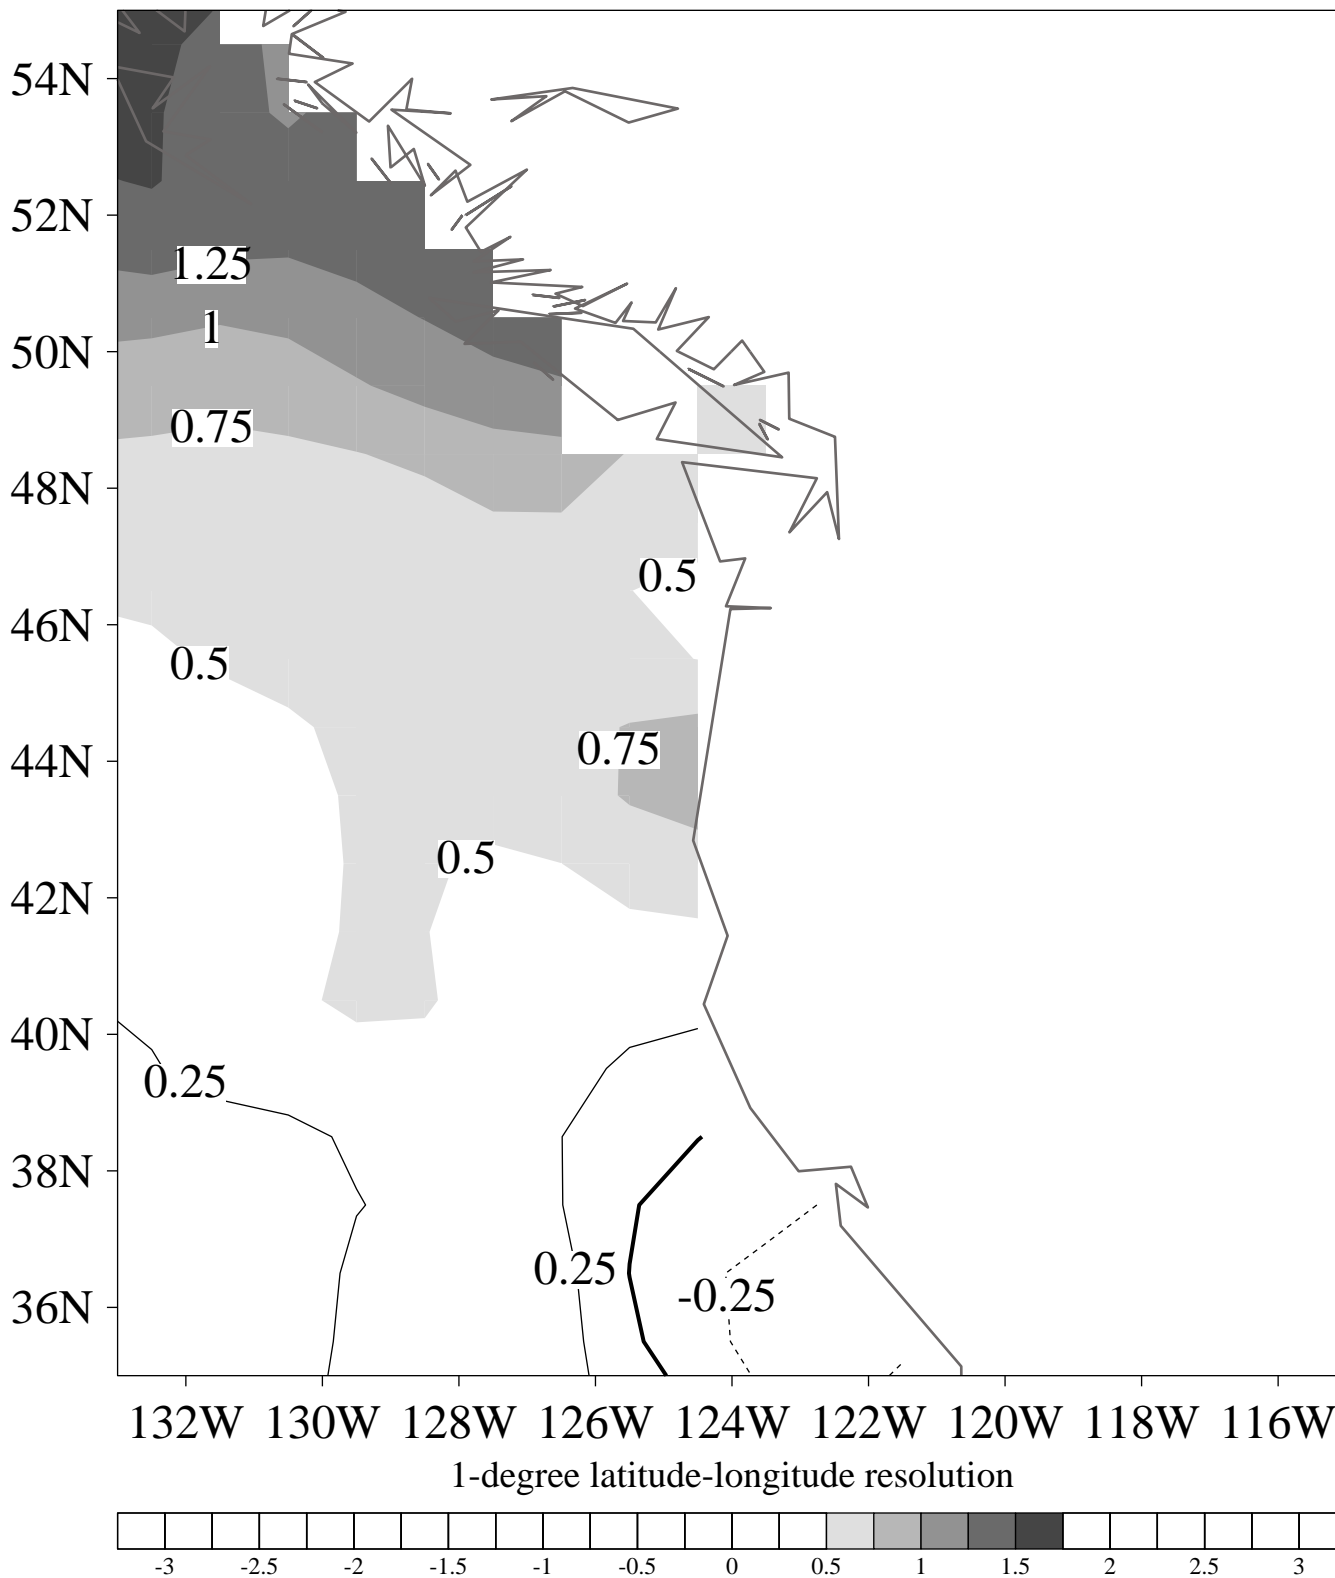 54N
52N
1.25
1
50N
0.75
48N
0.5
46N
0.5
0.75
44N
0.5
42N
40N
0.25
38N
0.25
-0.25
36N
132W 130W 128W 126W 124W 122W 120W 118W 116W
1-degree latitude-longitude resolution
-3 -2.5 -2 -1.5 -1 -0.5 0 0.5 1 1.5 2 2.5 3